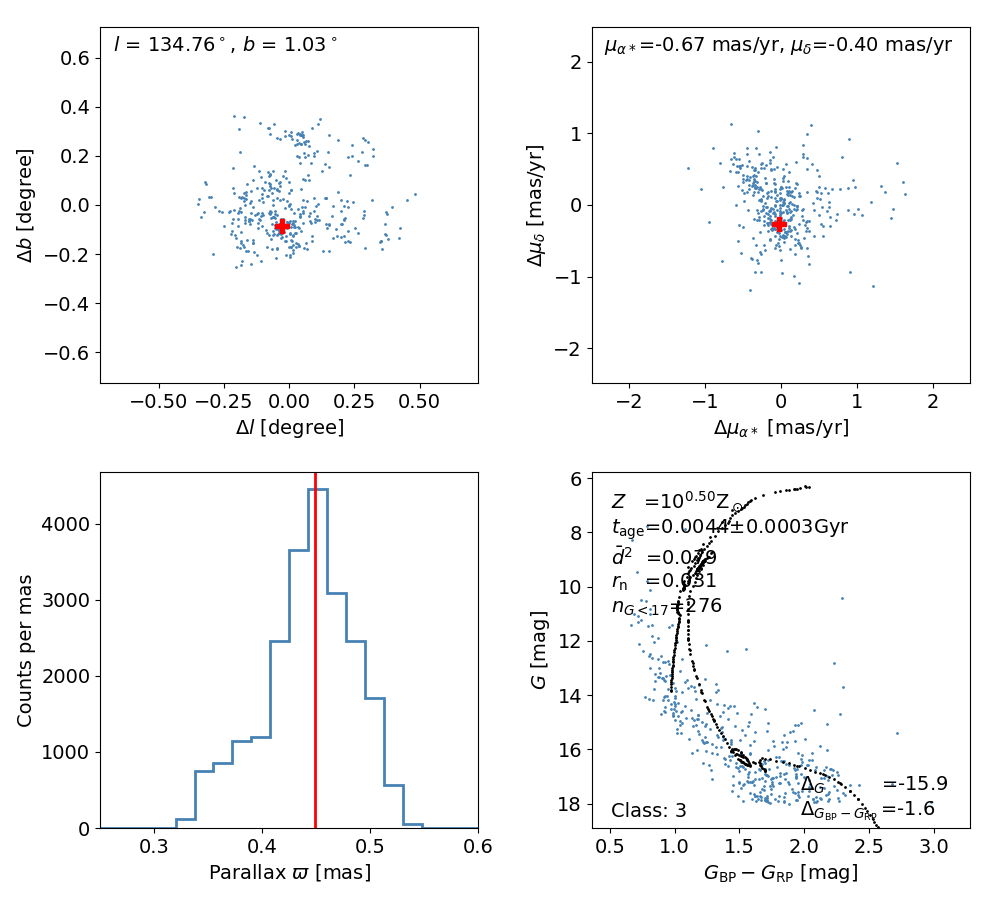 l = 134.76°, b = 1.03°
0.6
0.4
0.2
0.0
−0.2
−0.4
−0.6
Δb [degree]
−0.50 −0.25 0.00 0.25 0.50
Δl [degree]
μα*=-0.67 mas/yr, μδ=-0.40 mas/yr
2
1
0
−1
−2
Δμδ [mas/yr]
−2 −1 0 1 2
Δμα* [mas/yr]
4000
3000
2000
1000
0
Counts per mas
0.3 0.4 0.5 0.6
Parallax ϖ [mas]
6
8
10
12
14
16
18
G [mag]
Z =10^0.50 Z⊙
t_age=0.0044±0.0003Gyr
d̄² =0.039
r_n =0.031
n_G<17=276
Δ_G =-15.9
Class: 3
Δ_GBP−GRP =-1.6
0.5 1.0 1.5 2.0 2.5 3.0
G_BP − G_RP [mag]